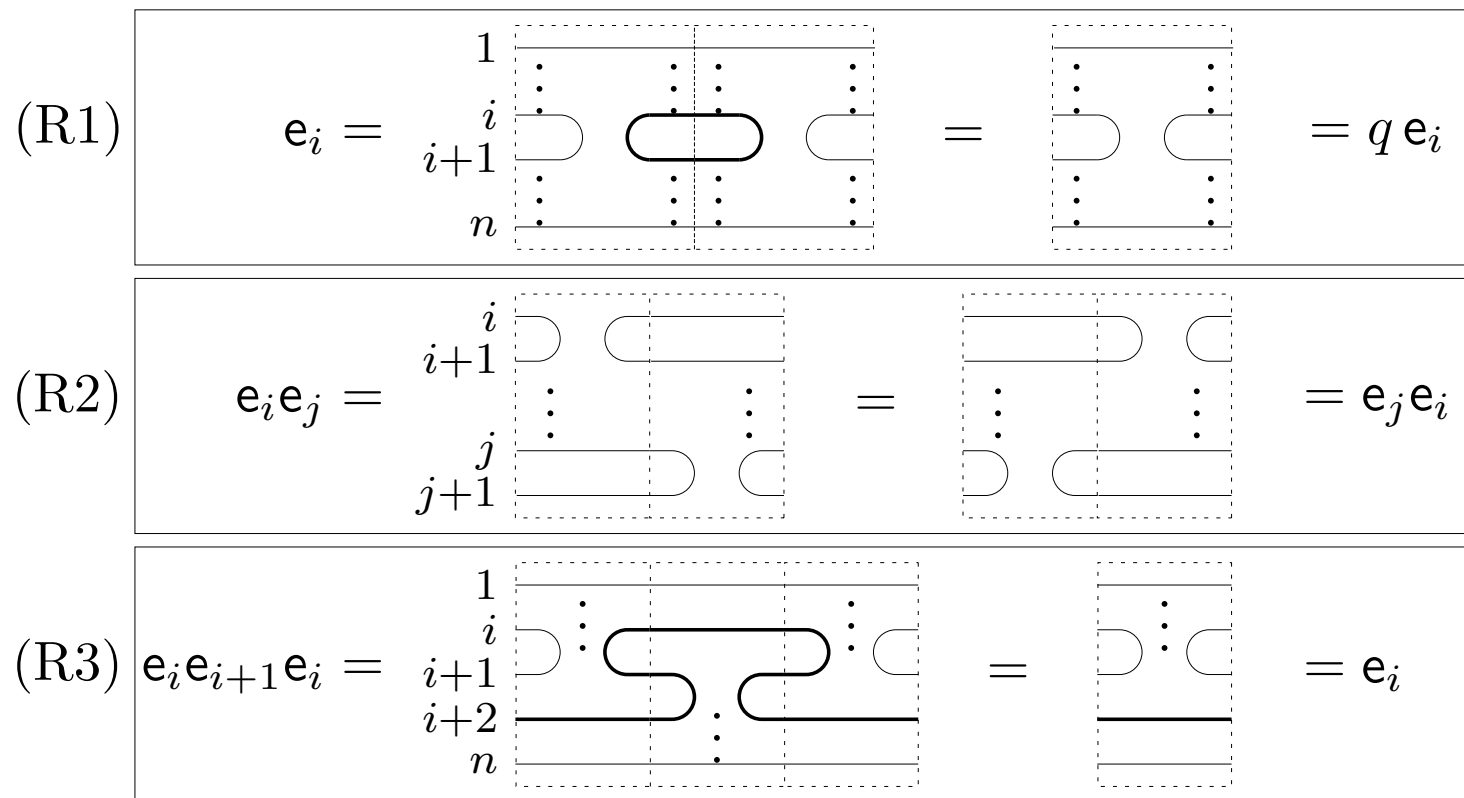 1
i
(R1) e_i = = = q e_i
i+1
n
i
i+1
(R2) e_i e_j = = = e_j e_i
j
j+1
1
i
(R3) e_i e_{i+1} e_i = = = e_i
i+1
i+2
n